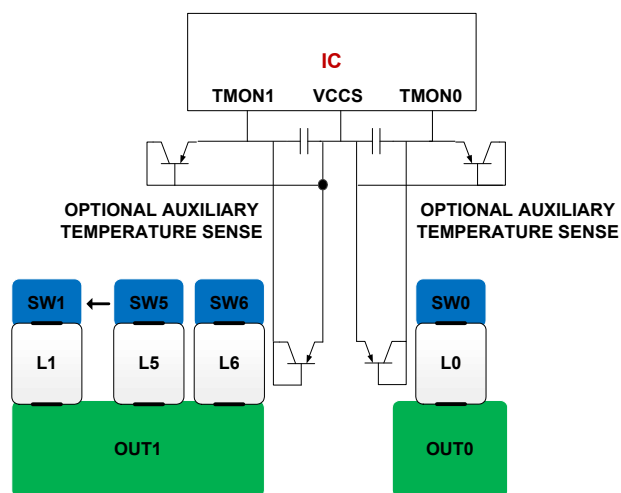 IC
TMON1 VCCS TMON0
OPTIONAL AUXILIARY
TEMPERATURE SENSE
OPTIONAL AUXILIARY
TEMPERATURE SENSE
SW1 SW5 SW6 SW0
L1 L5 L6 L0
OUT1 OUT0